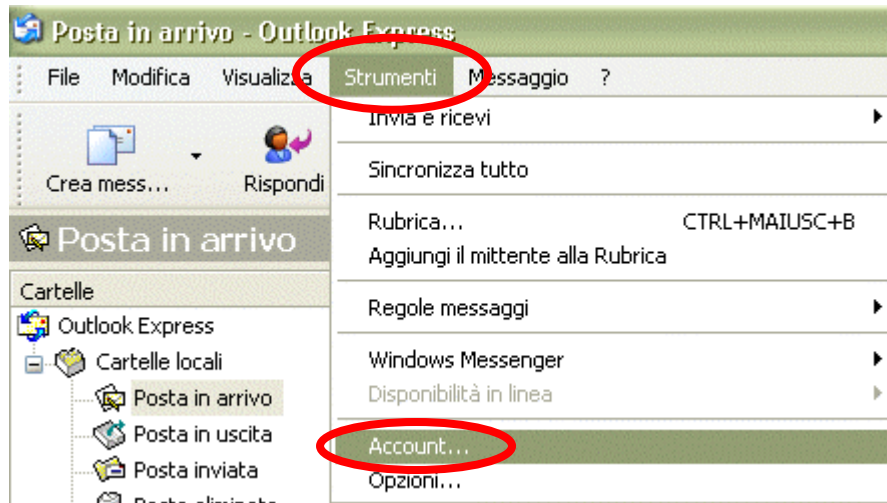 Posta in arrivo - Outlook Express
File Modifica Visualizza Strumenti Messaggio ?
Invia e ricevi
Crea mess... Rispondi
Sincronizza tutto
Posta in arrivo
Rubrica... CTRL+MAIUSC+B
Aggiungi il mittente alla Rubrica
Cartelle
Regole messaggi
Outlook Express
Cartelle locali
Windows Messenger
Posta in arrivo
Disponibilità in linea
Posta in uscita
Account...
Posta inviata
Opzioni...
Posta eliminata